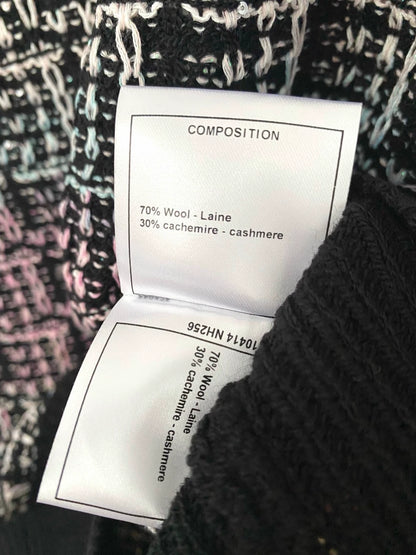 COMPOSITION
70% Wool - Laine
30% cachemire - cashmere
10414 NH256
70% Wool - Laine
30% cachemire - cashmere